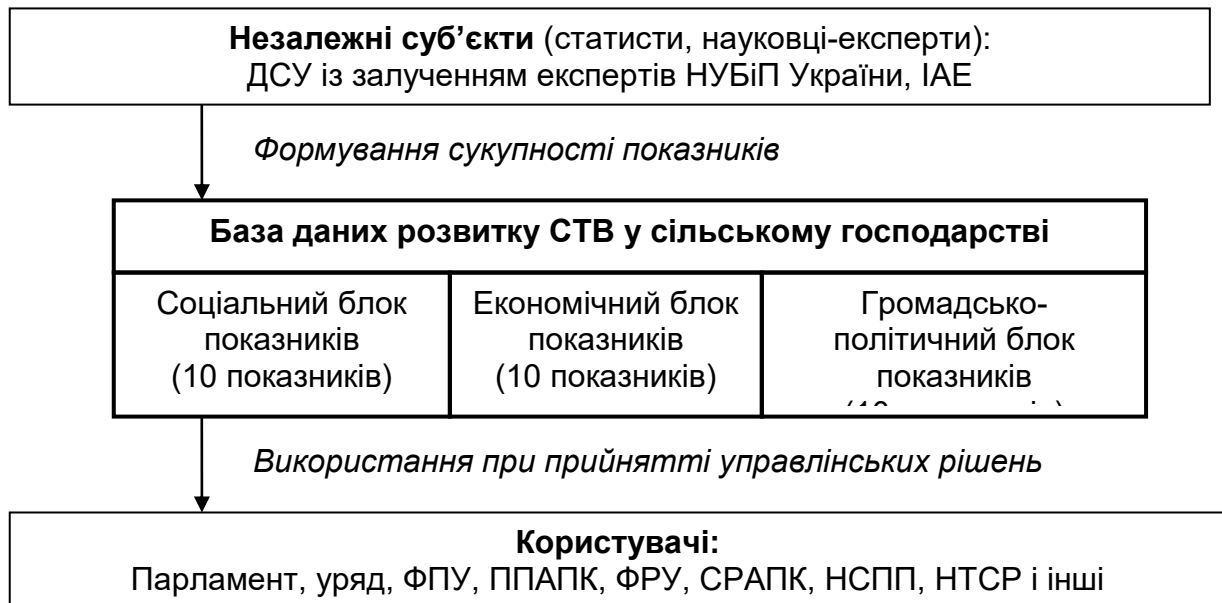 Незалежні суб’єкти (статисти, науковці-експерти):
ДСУ із залученням експертів НУБіП України, ІАЕ
Формування сукупності показників
База даних розвитку СТВ у сільському господарстві
Соціальний блок
показників
(10 показників)
Економічний блок
показників
(10 показників)
Громадсько-
політичний блок
показників
Використання при прийнятті управлінських рішень
Користувачі:
Парламент, уряд, ФПУ, ППАПК, ФРУ, СРАПК, НСПП, НТСР і інші